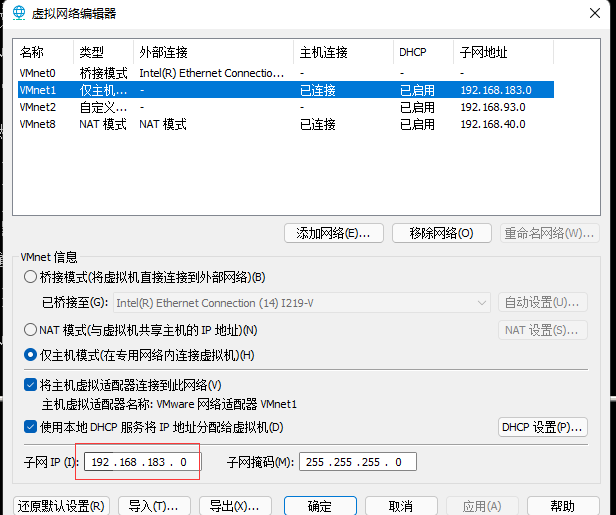 虚拟网络编辑器
名称 类型 外部连接 主机连接 DHCP 子网地址
VMnet0 桥接模式 Intel(R) Ethernet Connectio... - - -
VMnet1 仅主机... - 已连接 已启用 192.168.183.0
VMnet2 自定义... - - 已启用 192.168.93.0
VMnet8 NAT 模式 NAT 模式 已连接 已启用 192.168.40.0
添加网络(E)... 移除网络(O) 重命名网络(W)...
VMnet 信息
桥接模式(将虚拟机直接连接到外部网络)(B)
已桥接至(G): Intel(R) Ethernet Connection (14) I219-V 自动设置(U)...
NAT 模式(与虚拟机共享主机的 IP 地址)(N) NAT 设置(S)...
仅主机模式(在专用网络内连接虚拟机)(H)
将主机虚拟适配器连接到此网络(V)
主机虚拟适配器名称: VMware 网络适配器 VMnet1
使用本地 DHCP 服务将 IP 地址分配给虚拟机(D) DHCP 设置(P)...
子网 IP (I): 192 . 168 . 183 . 0 子网掩码(M): 255 . 255 . 255 . 0
还原默认设置(R) 导入(T)... 导出(X)... 确定 取消 应用(A) 帮助